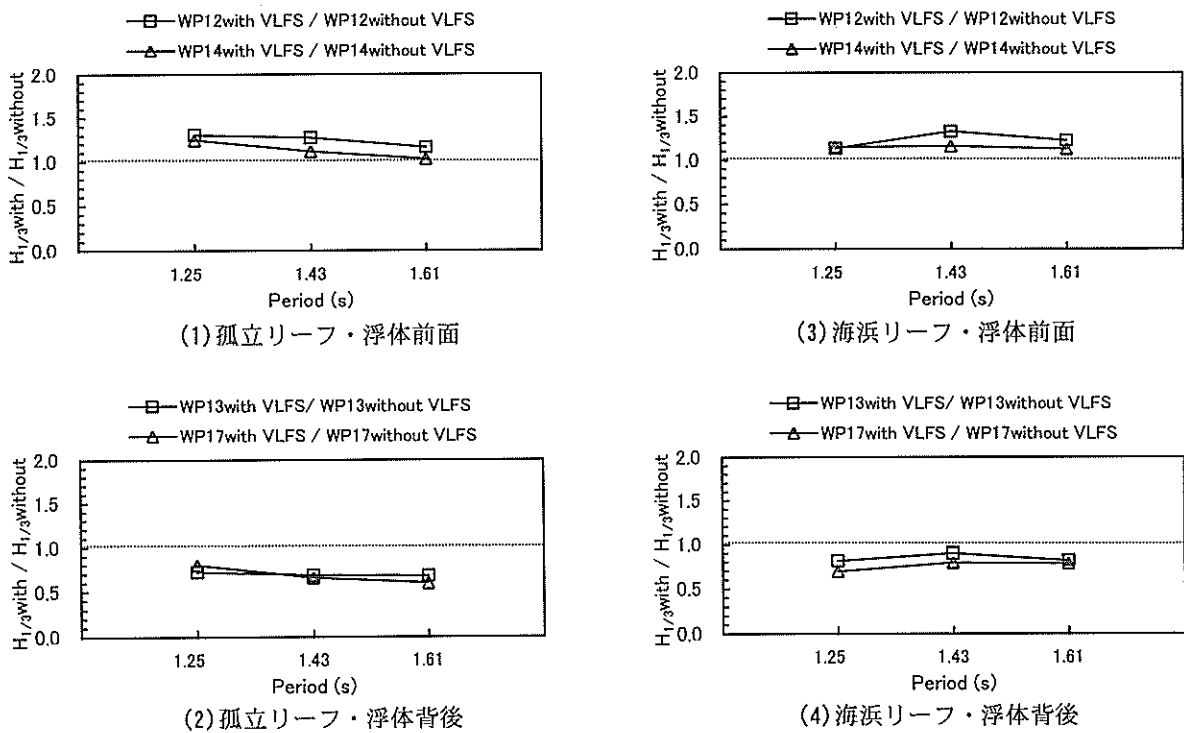 WP12with VLFS / WP12without VLFS
WP14with VLFS / WP14without VLFS
H1/3with / H1/3without
2.0
1.5
1.0
0.5
0.0
1.25 1.43 1.61
Period (s)
(1)孤立リーフ・浮体前面
WP12with VLFS / WP12without VLFS
WP14with VLFS / WP14without VLFS
H1/3with / H1/3without
2.0
1.5
1.0
0.5
0.0
1.25 1.43 1.61
Period (s)
(3)海浜リーフ・浮体前面
WP13with VLFS/ WP13without VLFS
WP17with VLFS / WP17without VLFS
H1/3with / H1/3without
2.0
1.5
1.0
0.5
0.0
1.25 1.43 1.61
Period (s)
(2)孤立リーフ・浮体背後
WP13with VLFS/ WP13without VLFS
WP17with VLFS / WP17without VLFS
H1/3with / H1/3without
2.0
1.5
1.0
0.5
0.0
1.25 1.43 1.61
Period (s)
(4)海浜リーフ・浮体背後